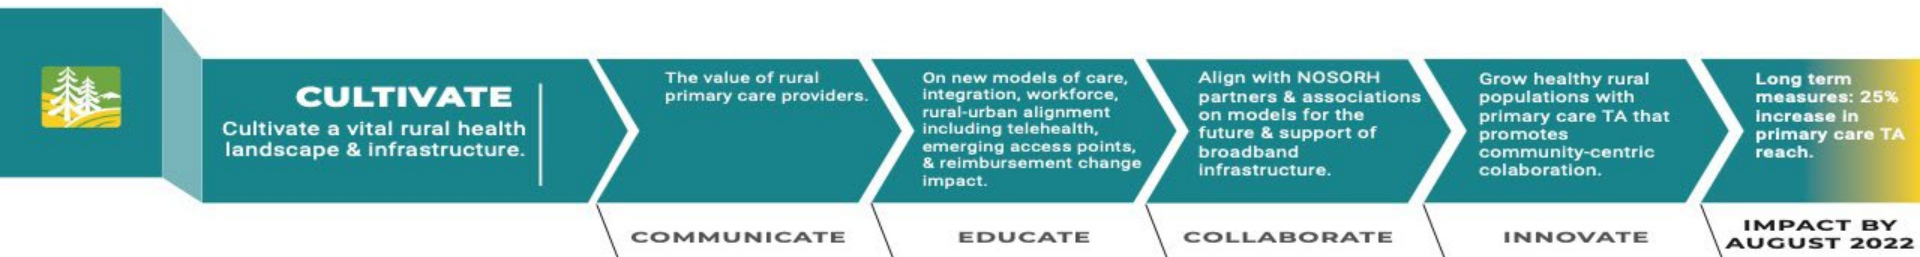 CULTIVATE
Cultivate a vital rural health
landscape & infrastructure.
The value of rural
primary care providers.
On new models of care,
integration, workforce,
rural-urban alignment
including telehealth,
emerging access points,
& reimbursement change
impact.
Align with NOSORH
partners & associations
on models for the
future & support of
broadband
infrastructure.
Grow healthy rural
populations with
primary care TA that
promotes
community-centric
colaboration.
Long term
measures: 25%
increase in
primary care TA
reach.
COMMUNICATE
EDUCATE
COLLABORATE
INNOVATE
IMPACT BY
AUGUST 2022